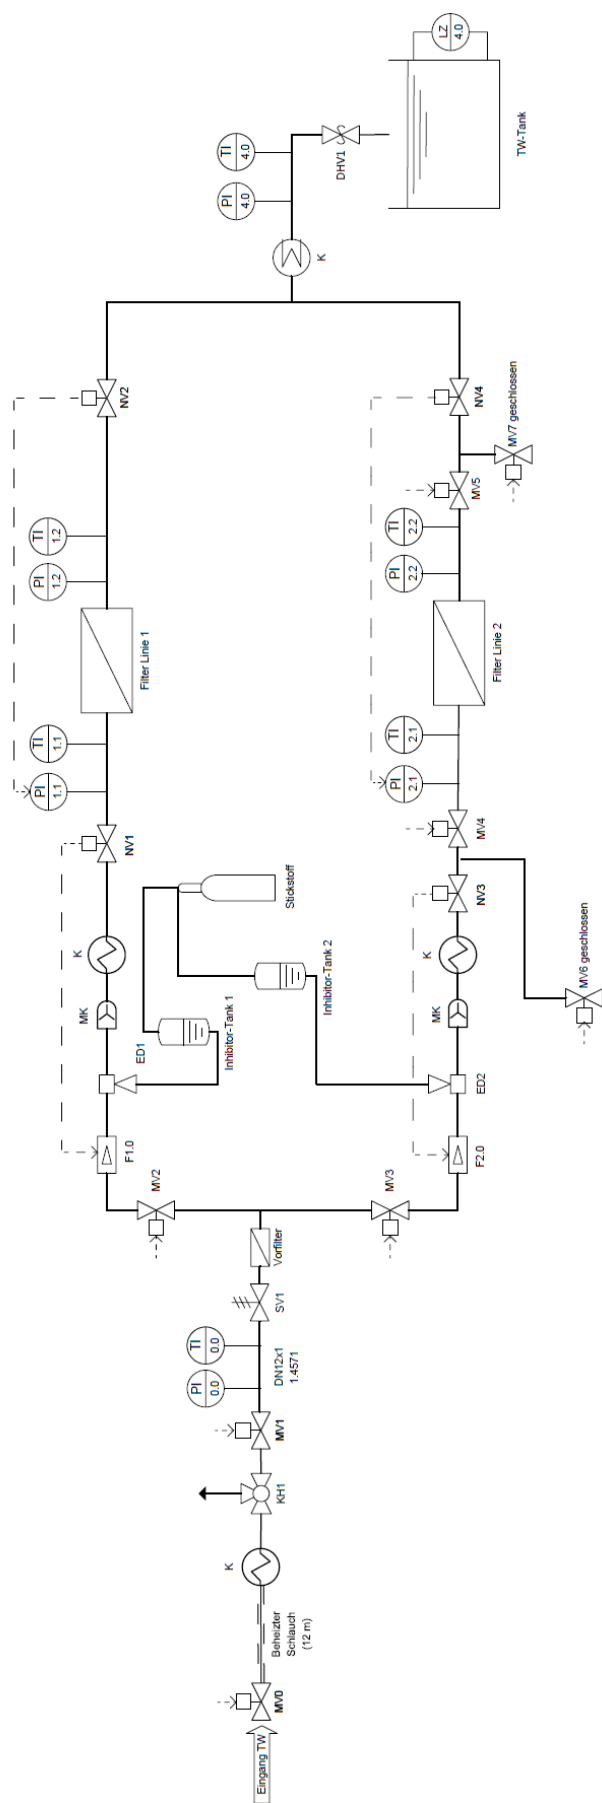 Eingang TW
MV0
Beheizter
Schlauch
(12 m)
K
KH1
MV1
PI
0.0
TI
0.0
DN12x1
1.4571
SV1
Vorfilter
MV2
F1.0
ED1
MK
K
NV1
PI
1.1
TI
1.1
Filter Linie 1
PI
1.2
TI
1.2
NV2
Inhibitor-Tank 1
Inhibitor-Tank 2
Stickstoff
MV3
F2.0
ED2
MK
K
NV3
MV4
MV6 geschlossen
PI
2.1
TI
2.1
Filter Linie 2
PI
2.2
TI
2.2
MV5
MV7 geschlossen
NV4
K
PI
4.0
TI
4.0
DHV1
LZ
4.0
TW-Tank